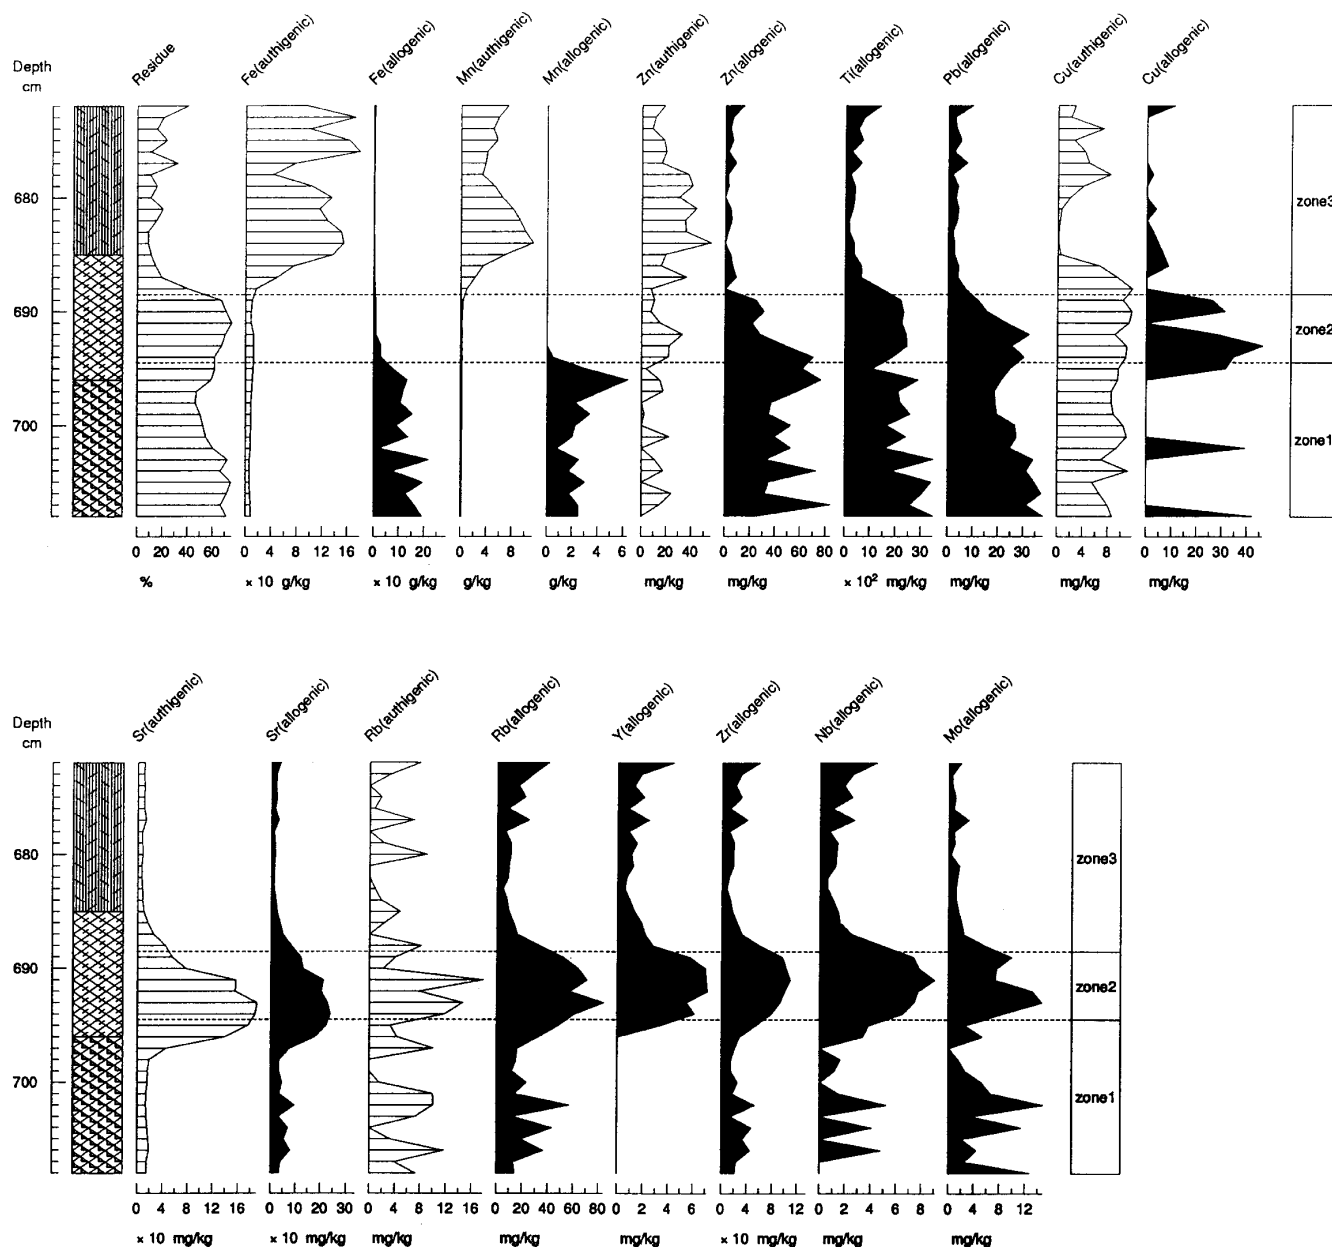 Depth
cm
Residue
Fe(authigenic)
Fe(allogenic)
Mn(authigenic)
Mn(allogenic)
Zn(authigenic)
Zn(allogenic)
Ti(allogenic)
Pb(allogenic)
Cu(authigenic)
Cu(allogenic)
680
690
700
zone3
zone2
zone1
0 20 40 60
0 4 8 12 16
0 10 20
0 4 8
0 2 4 6
0 20 40
0 20 40 60 80
0 10 20 30
0 10 20 30
0 4 8
0 10 20 30 40
%
× 10 g/kg
× 10 g/kg
g/kg
g/kg
mg/kg
mg/kg
× 10² mg/kg
mg/kg
mg/kg
mg/kg
Depth
cm
Sr(authigenic)
Sr(allogenic)
Rb(authigenic)
Rb(allogenic)
Y(allogenic)
Zr(allogenic)
Nb(allogenic)
Mo(allogenic)
680
690
700
zone3
zone2
zone1
0 4 8 12 16
0 10 20 30
0 4 8 12 16
0 20 40 60 80
0 2 4 6
0 4 8 12
0 2 4 6 8
0 4 8 12
× 10 mg/kg
× 10 mg/kg
mg/kg
mg/kg
mg/kg
× 10 mg/kg
mg/kg
mg/kg